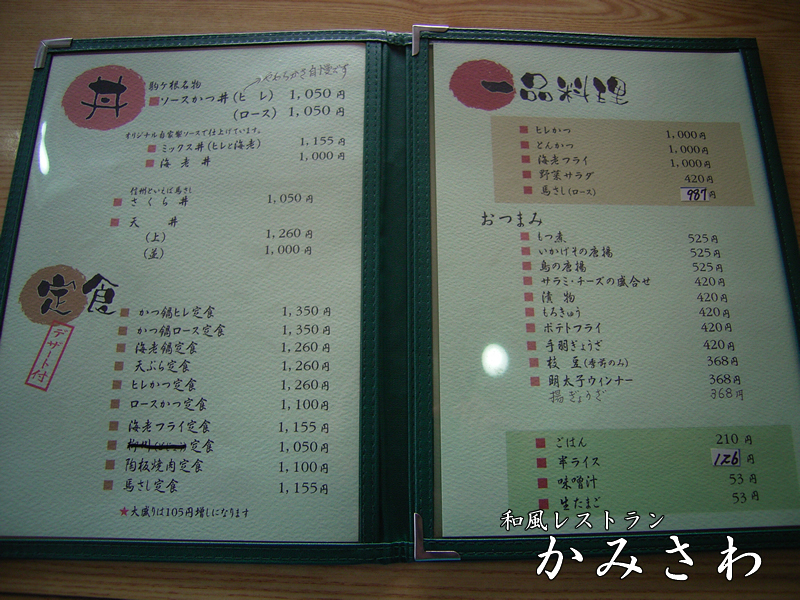 丼
駒ケ根名物
やわらかさ自慢です
■ソースかつ丼(ヒレ) 1,050円
(ロース) 1,050円
オリジナル自家製ソースで仕上げています。
■ミックス丼(ヒレと海老) 1,155円
■海老丼 1,000円
信州といえば馬さし
■さくら丼 1,050円
■天丼
(上) 1,260円
(並) 1,000円
定食
デザート付
■かつ鍋ヒレ定食 1,350円
■かつ鍋ロース定食 1,350円
■海老鍋定食 1,260円
■天ぷら定食 1,260円
■ヒレかつ定食 1,260円
■ロースかつ定食 1,100円
■海老フライ定食 1,155円
■定食 1,050円
■陶板焼肉定食 1,100円
■馬さし定食 1,155円
★大盛りは105円増しになります
一品料理
■ヒレかつ 1,000円
■とんかつ 1,000円
■海老フライ 1,000円
■野菜サラダ 420円
■馬さし(ロース) 987円
おつまみ
■もつ煮 525円
■いかげその唐揚 525円
■鳥の唐揚 525円
■サラミ・チーズの盛合せ 420円
■漬物 420円
■もろきゅう 420円
■ポテトフライ 420円
■手羽ぎょうざ 420円
■枝豆(季節のみ) 368円
■明太子ウィンナー 368円
揚ぎょうざ 368円
■ごはん 210円
■半ライス 126円
■味噌汁 53円
■生たまご 53円
和風レストラン
かみさわ